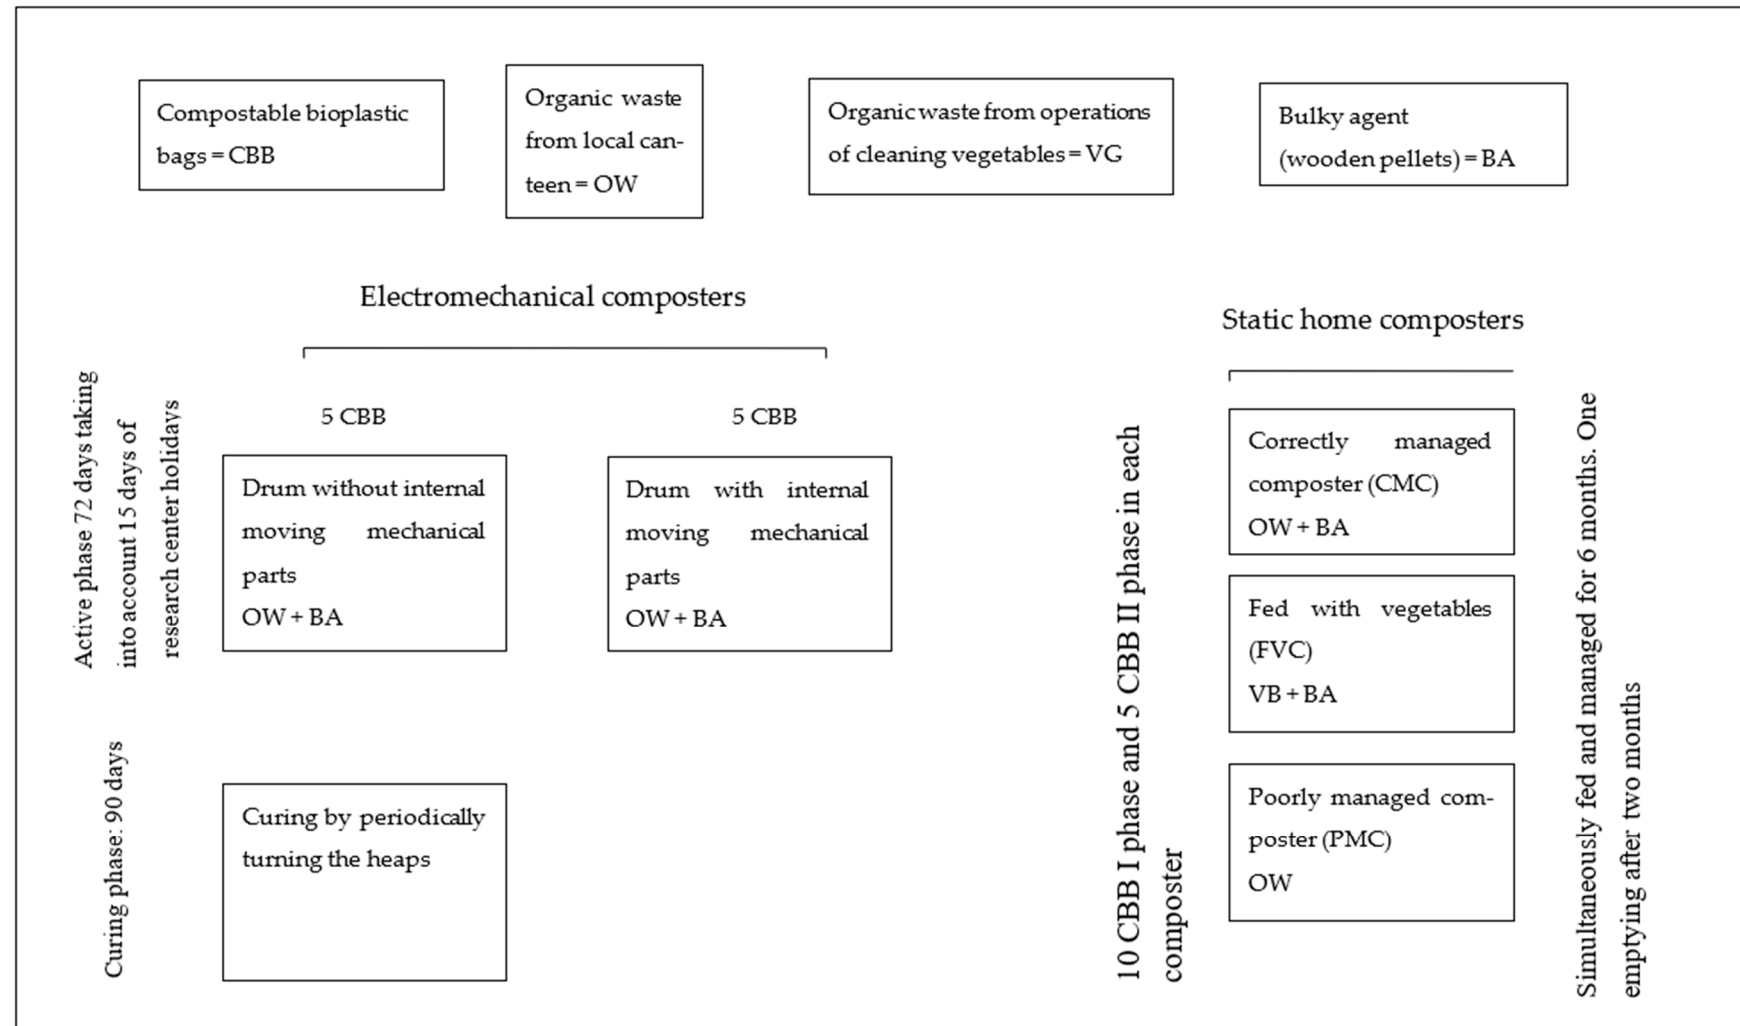 Compostable bioplastic
bags = CBB
Organic waste
from local can-
teen = OW
Organic waste from operations
of cleaning vegetables = VG
Bulky agent
(wooden pellets) = BA
Electromechanical composters
Static home composters
Active phase 72 days taking
into account 15 days of
research center holidays
5 CBB
5 CBB
Drum without internal
moving mechanical
parts
OW + BA
Drum with internal
moving mechanical
parts
OW + BA
Curing phase: 90 days
Curing by periodically
turning the heaps
10 CBB I phase and 5 CBB II phase in each
composter
Correctly managed
composter (CMC)
OW + BA
Fed with vegetables
(FVC)
VB + BA
Poorly managed com-
poster (PMC)
OW
Simultaneously fed and managed for 6 months. One
emptying after two months